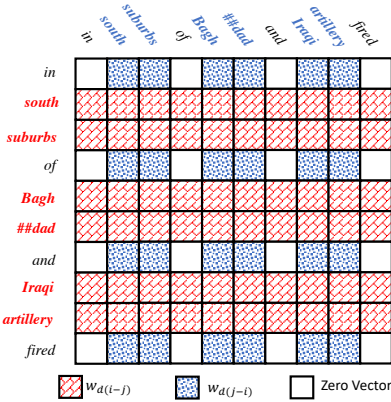 in south suburbs of Bagh ##dad and Iraqi artillery fired
in
south
suburbs
of
Bagh
##dad
and
Iraqi
artillery
fired
w_{d(i-j)} w_{d(j-i)} Zero Vector